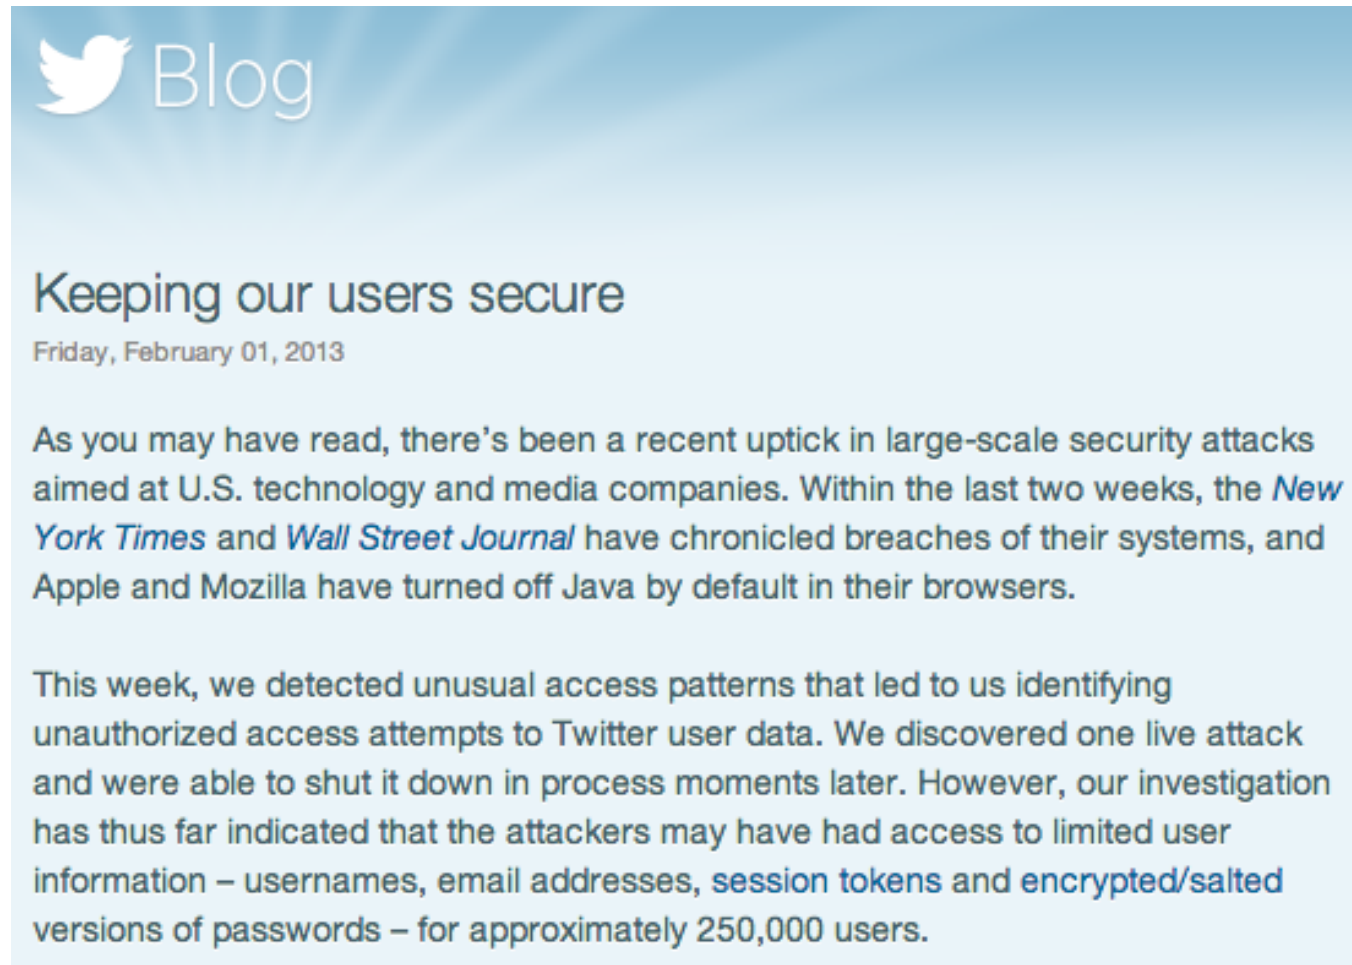 Blog
Keeping our users secure
Friday, February 01, 2013
As you may have read, there's been a recent uptick in large-scale security attacks
aimed at U.S. technology and media companies. Within the last two weeks, the New
York Times and Wall Street Journal have chronicled breaches of their systems, and
Apple and Mozilla have turned off Java by default in their browsers.
This week, we detected unusual access patterns that led to us identifying
unauthorized access attempts to Twitter user data. We discovered one live attack
and were able to shut it down in process moments later. However, our investigation
has thus far indicated that the attackers may have had access to limited user
information – usernames, email addresses, session tokens and encrypted/salted
versions of passwords – for approximately 250,000 users.